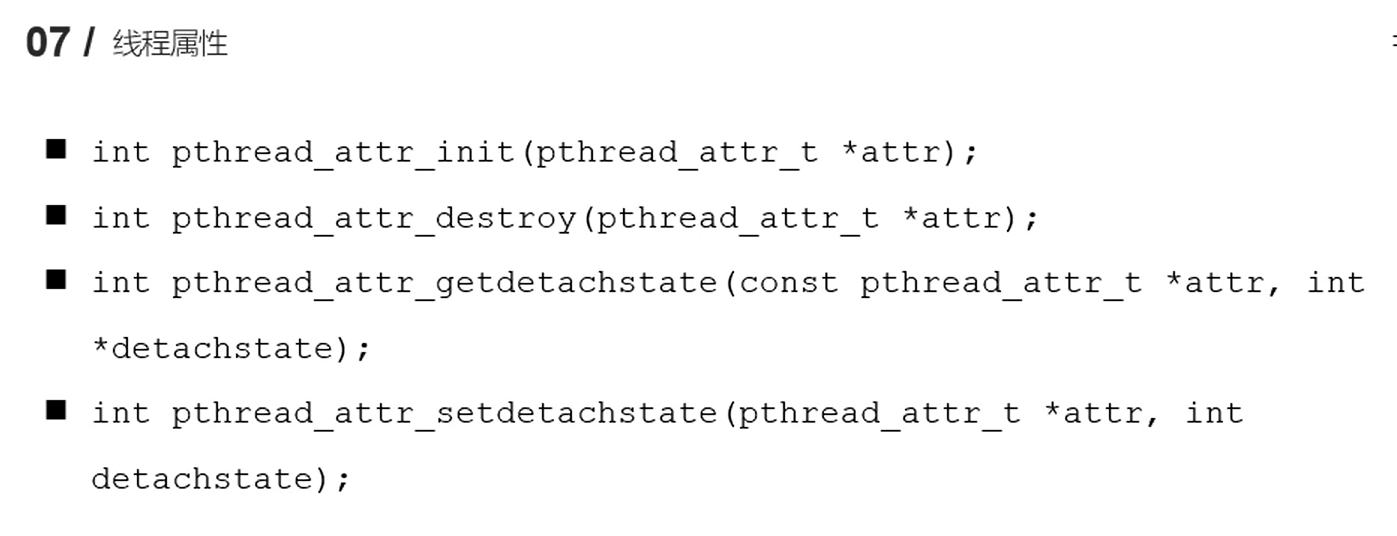 07 / 线程属性
int pthread_attr_init(pthread_attr_t *attr);
int pthread_attr_destroy(pthread_attr_t *attr);
int pthread_attr_getdetachstate(const pthread_attr_t *attr, int
*detachstate);
int pthread_attr_setdetachstate(pthread_attr_t *attr, int
detachstate);